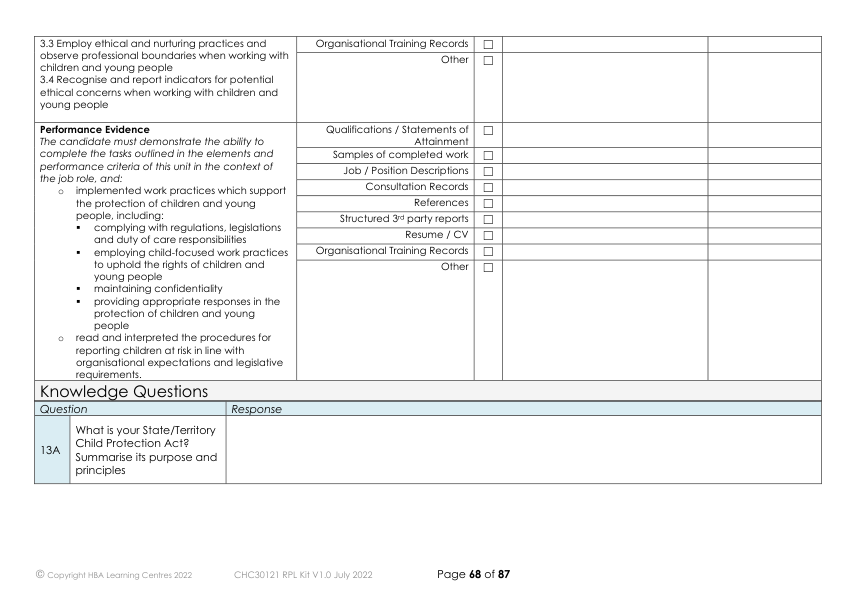 3.3 Employ ethical and nurturing practices and
observe professional boundaries when working with
children and young people
3.4 Recognise and report indicators for potential
ethical concerns when working with children and
young people
Organisational Training Records ☐
Other ☐
Performance Evidence
The candidate must demonstrate the ability to
complete the tasks outlined in the elements and
performance criteria of this unit in the context of
the job role, and:
o implemented work practices which support
the protection of children and young
people, including:
▪ complying with regulations, legislations
and duty of care responsibilities
▪ employing child-focused work practices
to uphold the rights of children and
young people
▪ maintaining confidentiality
▪ providing appropriate responses in the
protection of children and young
people
o read and interpreted the procedures for
reporting children at risk in line with
organisational expectations and legislative
requirements.
Qualifications / Statements of
Attainment ☐
Samples of completed work ☐
Job / Position Descriptions ☐
Consultation Records ☐
References ☐
Structured 3rd party reports ☐
Resume / CV ☐
Organisational Training Records ☐
Other ☐
Knowledge Questions
Question Response
13A
What is your State/Territory
Child Protection Act?
Summarise its purpose and
principles
© Copyright HBA Learning Centres 2022 CHC30121 RPL Kit V1.0 July 2022 Page 68 of 87